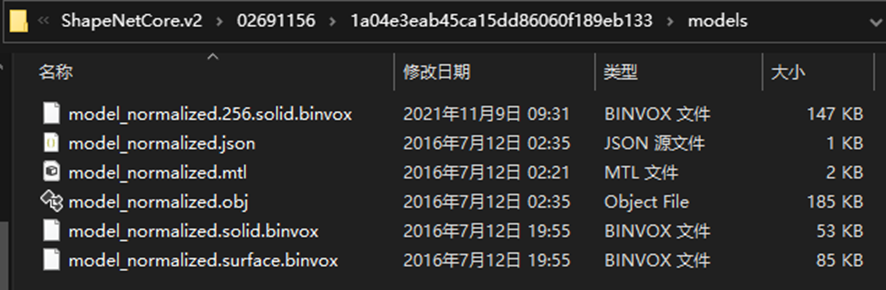 « ShapeNetCore.v2 › 02691156 › 1a04e3eab45ca15dd86060f189eb133 › models
名称 修改日期 类型 大小
model_normalized.256.solid.binvox 2021年11月9日 09:31 BINVOX 文件 147 KB
model_normalized.json 2016年7月12日 02:35 JSON 源文件 1 KB
model_normalized.mtl 2016年7月12日 02:21 MTL 文件 2 KB
model_normalized.obj 2016年7月12日 02:35 Object File 185 KB
model_normalized.solid.binvox 2016年7月12日 19:55 BINVOX 文件 53 KB
model_normalized.surface.binvox 2016年7月12日 19:55 BINVOX 文件 85 KB